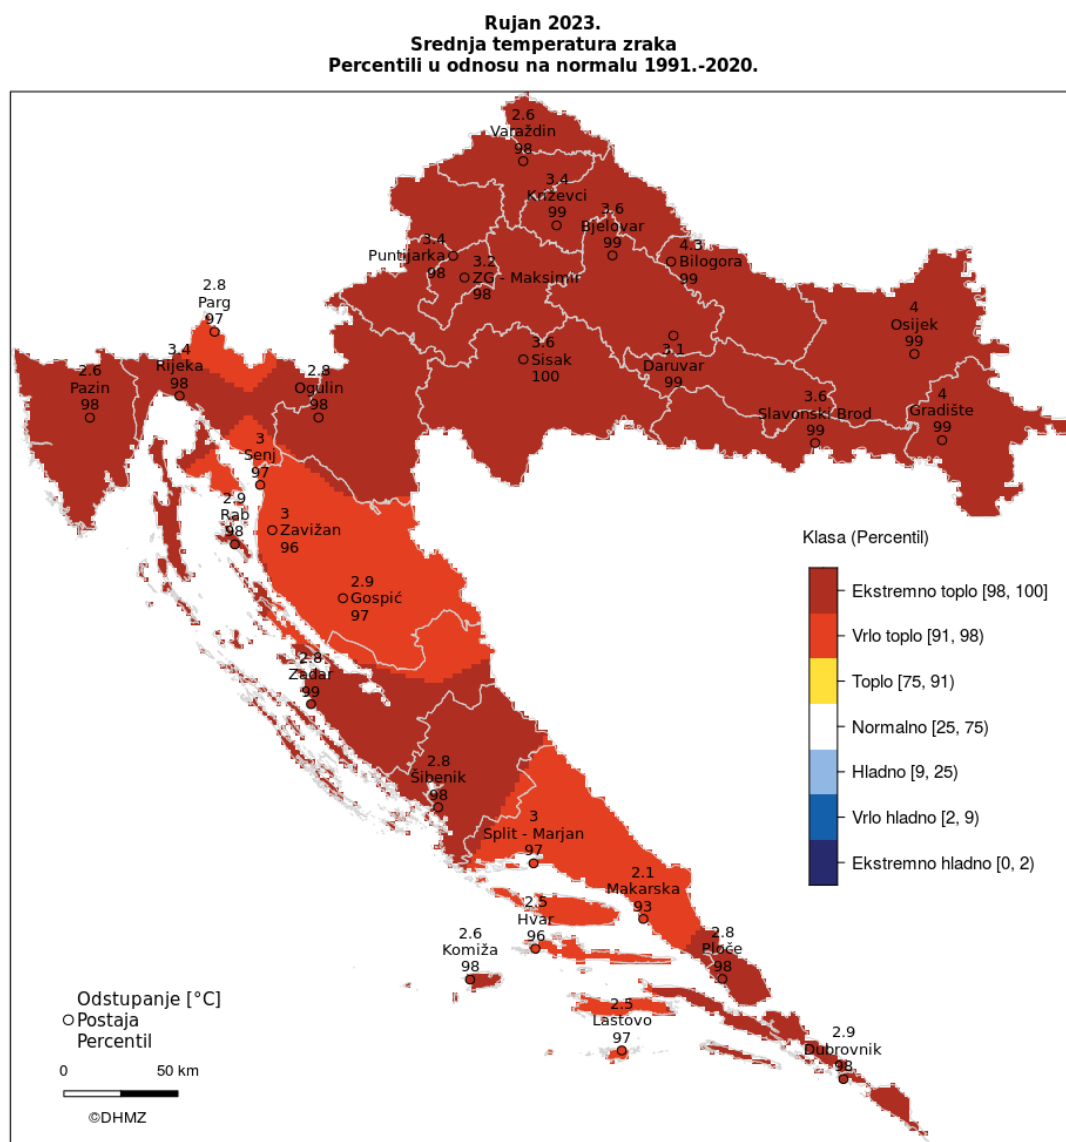 Rujan 2023.
Srednja temperatura zraka
Percentili u odnosu na normalu 1991.-2020.
2.6
Varaždin
98
3.4
Križevci
99
3.6
Bjelovar
99
3.4
Puntijarka
98
3.2
ZG - Maksimir
98
4.3
Bilogora
99
2.8
Parg
97
4
Osijek
99
3.6
Sisak
100
3.1
Daruvar
99
3.4
Rijeka
98
2.6
Pazin
98
2.8
Ogulin
98
3.6
Slavonski Brod
99
4
Gradište
99
3
Senj
97
2.9
Rab
98
3
Zavižan
96
2.9
Gospić
97
2.8
Zadar
99
2.8
Šibenik
98
3
Split - Marjan
97
2.1
Makarska
93
2.5
Hvar
96
2.6
Komiža
98
2.8
Ploče
98
2.5
Lastovo
97
2.9
Dubrovnik
98
Klasa (Percentil)
Ekstremno toplo [98, 100]
Vrlo toplo [91, 98)
Toplo [75, 91)
Normalno [25, 75)
Hladno [9, 25)
Vrlo hladno [2, 9)
Ekstremno hladno [0, 2)
Odstupanje [°C]
Postaja
Percentil
0 50 km
©DHMZ